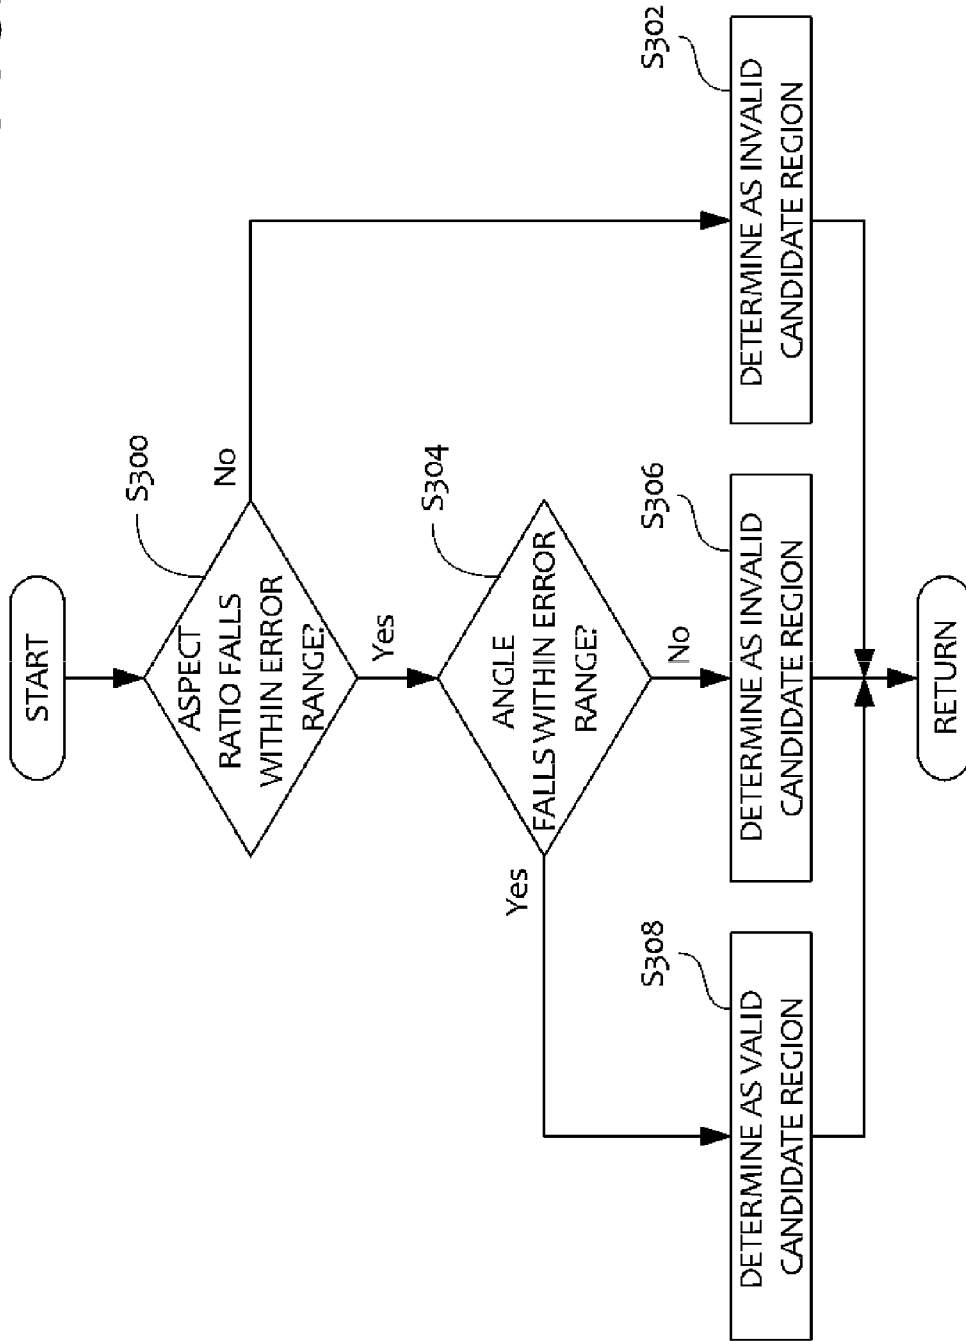 START
S300
ASPECT
RATIO FALLS
WITHIN ERROR
RANGE?
No
Yes
S304
ANGLE
FALLS WITHIN ERROR
RANGE?
Yes
No
S308
DETERMINE AS VALID
CANDIDATE REGION
S306
DETERMINE AS INVALID
CANDIDATE REGION
S302
DETERMINE AS INVALID
CANDIDATE REGION
RETURN